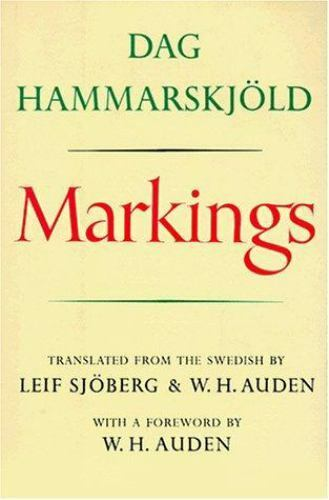 DAG
HAMMARSKJÖLD
Markings
TRANSLATED FROM THE SWEDISH BY
LEIF SJÖBERG & W. H. AUDEN
WITH A FOREWORD BY
W. H. AUDEN